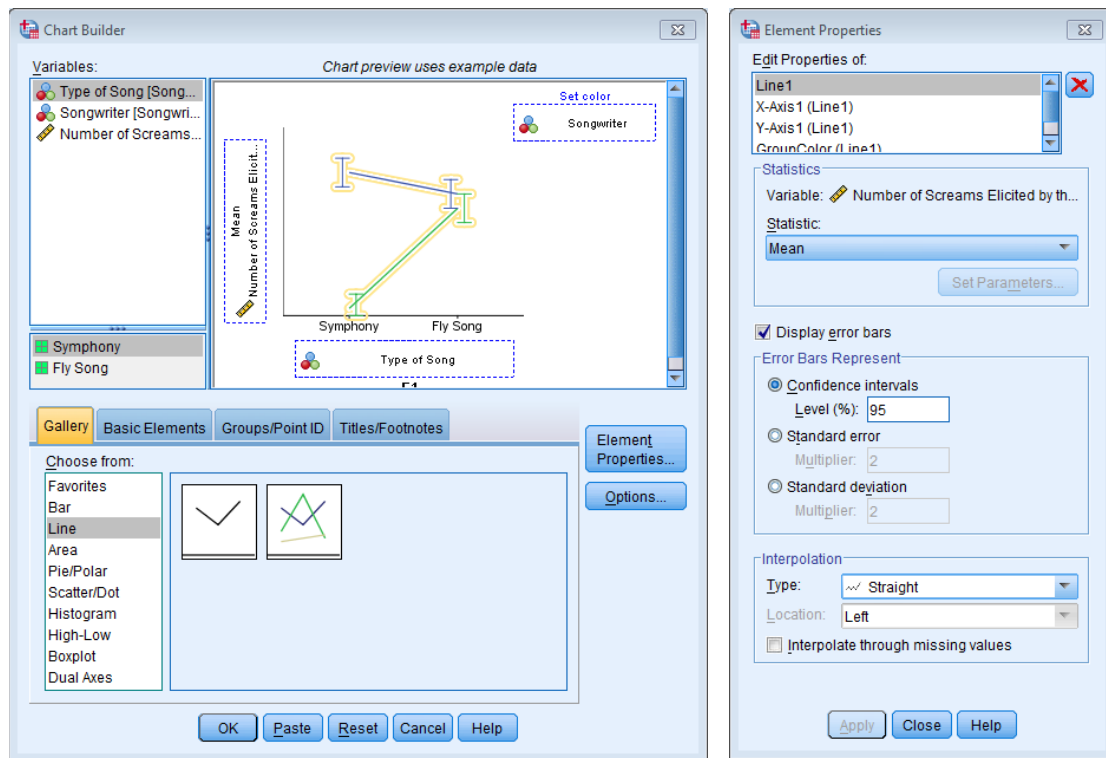 Chart Builder
Variables:
Type of Song [Song...
Songwriter [Songwri...
Number of Screams...
Symphony
Fly Song
Chart preview uses example data
Set color
Songwriter
Mean
Number of Screams Elicit...
Symphony Fly Song
Type of Song
Gallery Basic Elements Groups/Point ID Titles/Footnotes
Choose from:
Favorites
Bar
Line
Area
Pie/Polar
Scatter/Dot
Histogram
High-Low
Boxplot
Dual Axes
Element
Properties...
Options...
OK Paste Reset Cancel Help
Element Properties
Edit Properties of:
Line1
X-Axis1 (Line1)
Y-Axis1 (Line1)
GroupColor (Line1)
Statistics
Variable: Number of Screams Elicited by th...
Statistic:
Mean
Set Parameters...
Display error bars
Error Bars Represent
Confidence intervals
Level (%): 95
Standard error
Multiplier: 2
Standard deviation
Multiplier: 2
Interpolation
Type: Straight
Location: Left
Interpolate through missing values
Apply Close Help